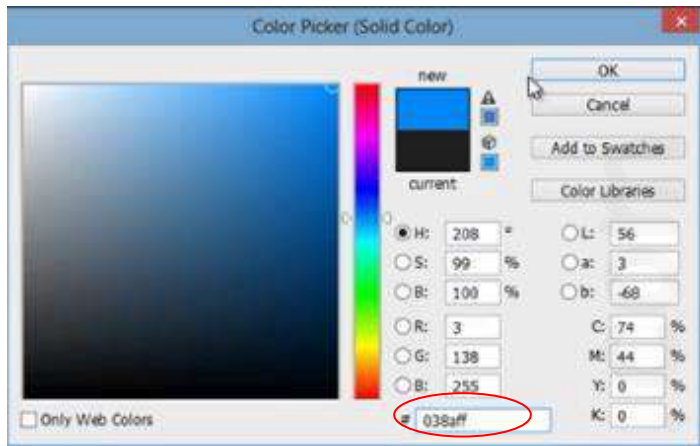 Color Picker (Solid Color)
new
current
OK
Cancel
Add to Swatches
Color Libraries
H: 208 °
S: 99 %
B: 100 %
R: 3
G: 138
B: 255
# 038aff
L: 56
a: 3
b: -68
C: 74 %
M: 44 %
Y: 0 %
K: 0 %
Only Web Colors